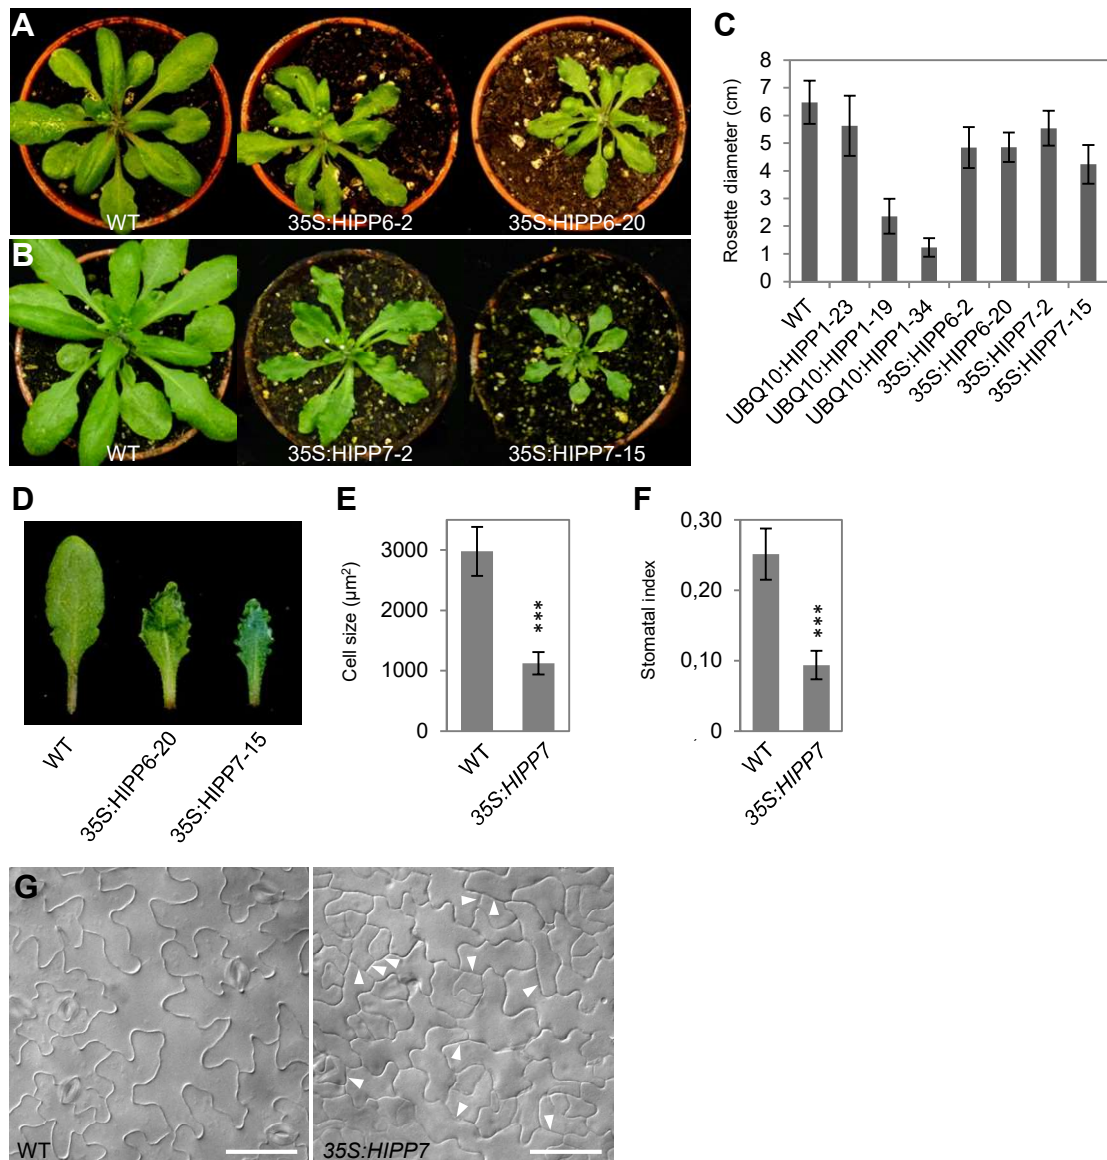 A
WT
35S:HIPP6-2
35S:HIPP6-20
B
WT
35S:HIPP7-2
35S:HIPP7-15
C
Rosette diameter (cm)
8
7
6
5
4
3
2
1
0
WT
UBQ10:HIPP1-23
UBQ10:HIPP1-19
UBQ10:HIPP1-34
35S:HIPP6-2
35S:HIPP6-20
35S:HIPP7-2
35S:HIPP7-15
D
WT
35S:HIPP6-20
35S:HIPP7-15
E
Cell size (µm²)
3000
2000
1000
0
***
WT
35S:HIPP7
F
Stomatal index
0,30
0,20
0,10
0
***
WT
35S:HIPP7
G
WT
35S:HIPP7